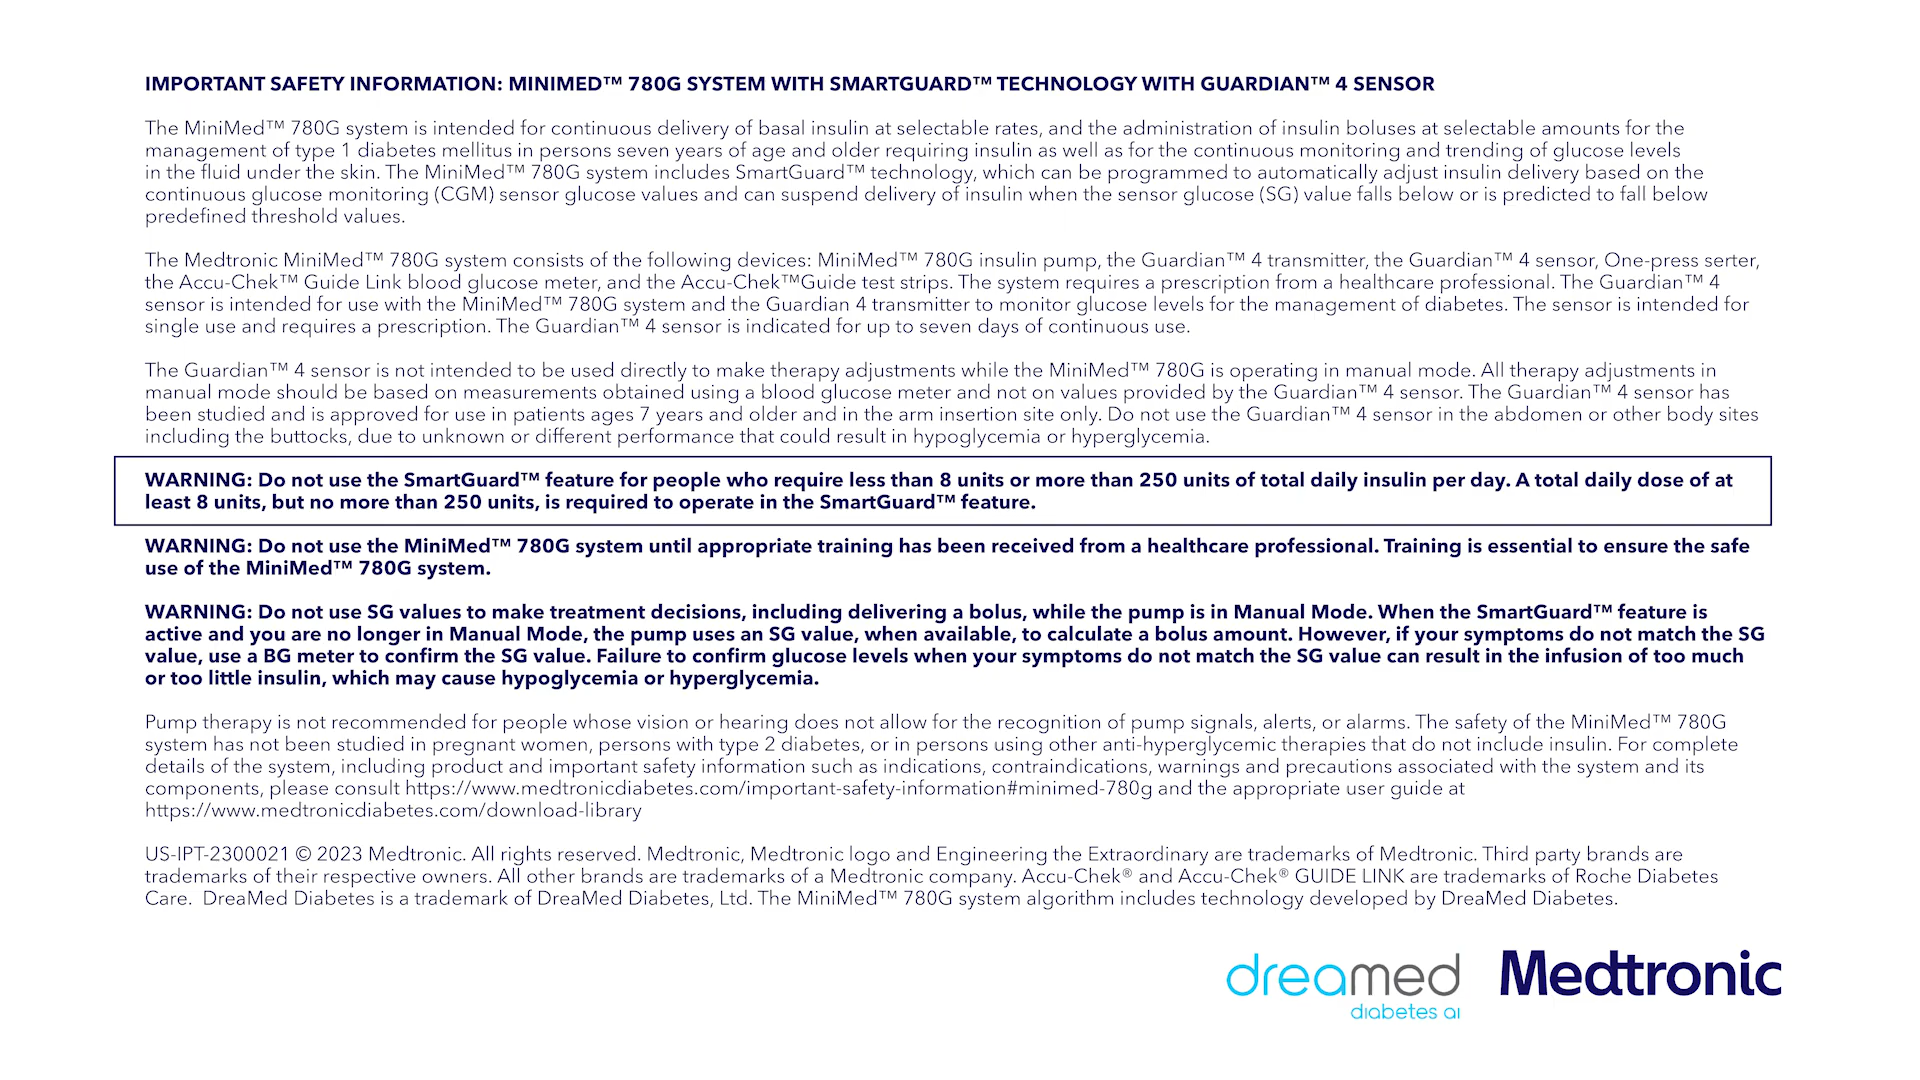 IMPORTANT SAFETY INFORMATION: MINIMED™ 780G SYSTEM WITH SMARTGUARD™ TECHNOLOGY WITH GUARDIAN™ 4 SENSOR
The MiniMed™ 780G system is intended for continuous delivery of basal insulin at selectable rates, and the administration of insulin boluses at selectable amounts for the
management of type 1 diabetes mellitus in persons seven years of age and older requiring insulin as well as for the continuous monitoring and trending of glucose levels
in the fluid under the skin. The MiniMed™ 780G system includes SmartGuard™ technology, which can be programmed to automatically adjust insulin delivery based on the
continuous glucose monitoring (CGM) sensor glucose values and can suspend delivery of insulin when the sensor glucose (SG) value falls below or is predicted to fall below
predefined threshold values.
The Medtronic MiniMed™ 780G system consists of the following devices: MiniMed™ 780G insulin pump, the Guardian™ 4 transmitter, the Guardian™ 4 sensor, One-press serter,
the Accu-Chek™ Guide Link blood glucose meter, and the Accu-Chek™Guide test strips. The system requires a prescription from a healthcare professional. The Guardian™ 4
sensor is intended for use with the MiniMed™ 780G system and the Guardian 4 transmitter to monitor glucose levels for the management of diabetes. The sensor is intended for
single use and requires a prescription. The Guardian™ 4 sensor is indicated for up to seven days of continuous use.
The Guardian™ 4 sensor is not intended to be used directly to make therapy adjustments while the MiniMed™ 780G is operating in manual mode. All therapy adjustments in
manual mode should be based on measurements obtained using a blood glucose meter and not on values provided by the Guardian™ 4 sensor. The Guardian™ 4 sensor has
been studied and is approved for use in patients ages 7 years and older and in the arm insertion site only. Do not use the Guardian™ 4 sensor in the abdomen or other body sites
including the buttocks, due to unknown or different performance that could result in hypoglycemia or hyperglycemia.
WARNING: Do not use the SmartGuard™ feature for people who require less than 8 units or more than 250 units of total daily insulin per day. A total daily dose of at
least 8 units, but no more than 250 units, is required to operate in the SmartGuard™ feature.
WARNING: Do not use the MiniMed™ 780G system until appropriate training has been received from a healthcare professional. Training is essential to ensure the safe
use of the MiniMed™ 780G system.
WARNING: Do not use SG values to make treatment decisions, including delivering a bolus, while the pump is in Manual Mode. When the SmartGuard™ feature is
active and you are no longer in Manual Mode, the pump uses an SG value, when available, to calculate a bolus amount. However, if your symptoms do not match the SG
value, use a BG meter to confirm the SG value. Failure to confirm glucose levels when your symptoms do not match the SG value can result in the infusion of too much
or too little insulin, which may cause hypoglycemia or hyperglycemia.
Pump therapy is not recommended for people whose vision or hearing does not allow for the recognition of pump signals, alerts, or alarms. The safety of the MiniMed™ 780G
system has not been studied in pregnant women, persons with type 2 diabetes, or in persons using other anti-hyperglycemic therapies that do not include insulin. For complete
details of the system, including product and important safety information such as indications, contraindications, warnings and precautions associated with the system and its
components, please consult https://www.medtronicdiabetes.com/important-safety-information#minimed-780g and the appropriate user guide at
https://www.medtronicdiabetes.com/download-library
US-IPT-2300021 © 2023 Medtronic. All rights reserved. Medtronic, Medtronic logo and Engineering the Extraordinary are trademarks of Medtronic. Third party brands are
trademarks of their respective owners. All other brands are trademarks of a Medtronic company. Accu-Chek® and Accu-Chek® GUIDE LINK are trademarks of Roche Diabetes
Care. DreaMed Diabetes is a trademark of DreaMed Diabetes, Ltd. The MiniMed™ 780G system algorithm includes technology developed by DreaMed Diabetes.
dreamed
diabetes ai
Medtronic